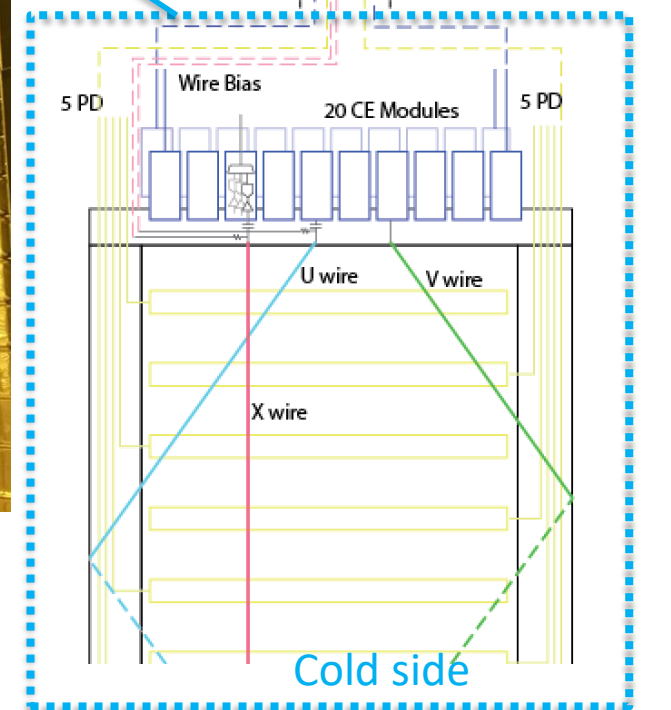 Wire Bias
5 PD
20 CE Modules
5 PD
U wire
V wire
X wire
Cold side